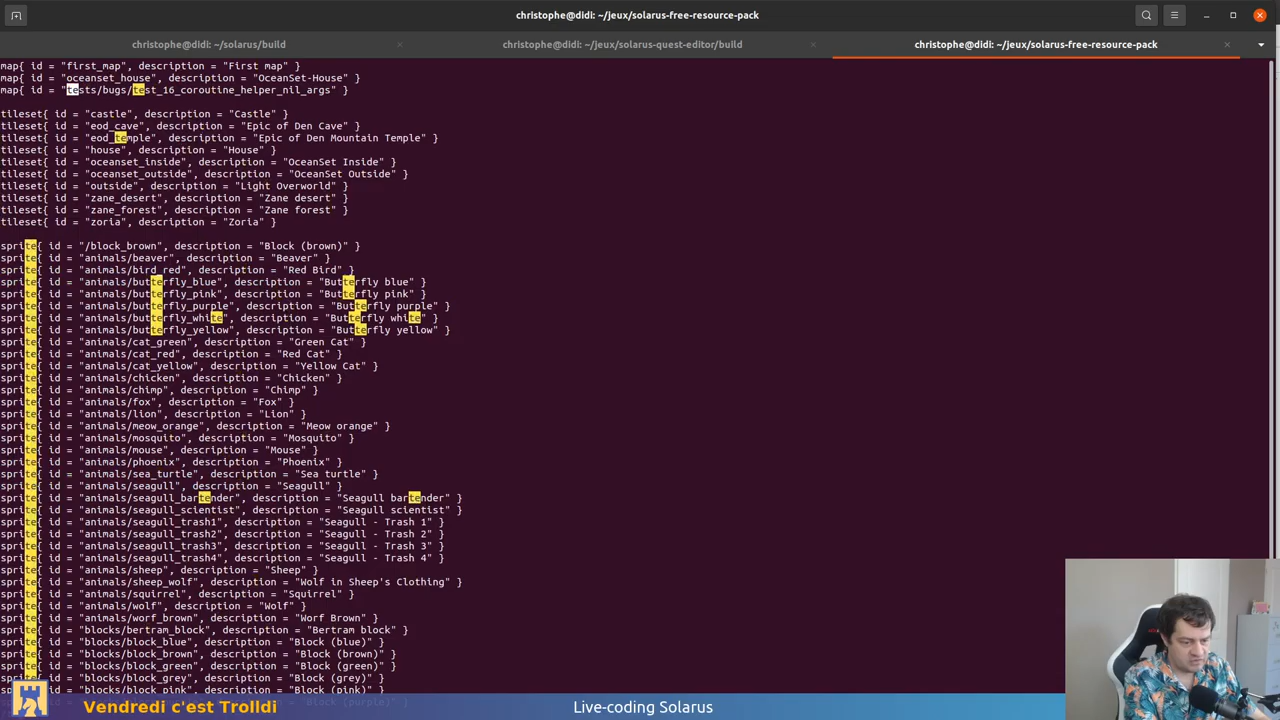 christophe@didi: ~/jeux/solarus-free-resource-pack
christophe@didi: ~/solarus/build
christophe@didi: ~/jeux/solarus-quest-editor/build
christophe@didi: ~/jeux/solarus-free-resource-pack
map{ id = "first_map", description = "First map" }
map{ id = "oceanset_house", description = "OceanSet-House" }
map{ id = "tests/bugs/test_16_coroutine_helper_nil_args" }
tileset{ id = "castle", description = "Castle" }
tileset{ id = "eod_cave", description = "Epic of Den Cave" }
tileset{ id = "eod_temple", description = "Epic of Den Mountain Temple" }
tileset{ id = "house", description = "House" }
tileset{ id = "oceanset_inside", description = "OceanSet Inside" }
tileset{ id = "oceanset_outside", description = "OceanSet Outside" }
tileset{ id = "outside", description = "Light Overworld" }
tileset{ id = "zane_desert", description = "Zane desert" }
tileset{ id = "zane_forest", description = "Zane forest" }
tileset{ id = "zoria", description = "Zoria" }
sprite{ id = "/block_brown", description = "Block (brown)" }
sprite{ id = "animals/beaver", description = "Beaver" }
sprite{ id = "animals/bird_red", description = "Red Bird" }
sprite{ id = "animals/butterfly_blue", description = "Butterfly blue" }
sprite{ id = "animals/butterfly_pink", description = "Butterfly pink" }
sprite{ id = "animals/butterfly_purple", description = "Butterfly purple" }
sprite{ id = "animals/butterfly_white", description = "Butterfly white" }
sprite{ id = "animals/butterfly_yellow", description = "Butterfly yellow" }
sprite{ id = "animals/cat_green", description = "Green Cat" }
sprite{ id = "animals/cat_red", description = "Red Cat" }
sprite{ id = "animals/cat_yellow", description = "Yellow Cat" }
sprite{ id = "animals/chicken", description = "Chicken" }
sprite{ id = "animals/chimp", description = "Chimp" }
sprite{ id = "animals/fox", description = "Fox" }
sprite{ id = "animals/lion", description = "Lion" }
sprite{ id = "animals/meow_orange", description = "Meow orange" }
sprite{ id = "animals/mosquito", description = "Mosquito" }
sprite{ id = "animals/mouse", description = "Mouse" }
sprite{ id = "animals/phoenix", description = "Phoenix" }
sprite{ id = "animals/sea_turtle", description = "Sea turtle" }
sprite{ id = "animals/seagull", description = "Seagull" }
sprite{ id = "animals/seagull_bartender", description = "Seagull bartender" }
sprite{ id = "animals/seagull_scientist", description = "Seagull scientist" }
sprite{ id = "animals/seagull_trash1", description = "Seagull - Trash 1" }
sprite{ id = "animals/seagull_trash2", description = "Seagull - Trash 2" }
sprite{ id = "animals/seagull_trash3", description = "Seagull - Trash 3" }
sprite{ id = "animals/seagull_trash4", description = "Seagull - Trash 4" }
sprite{ id = "animals/sheep", description = "Sheep" }
sprite{ id = "animals/sheep_wolf", description = "Wolf in Sheep's Clothing" }
sprite{ id = "animals/squirrel", description = "Squirrel" }
sprite{ id = "animals/wolf", description = "Wolf" }
sprite{ id = "animals/worf_brown", description = "Worf Brown" }
sprite{ id = "blocks/bertram_block", description = "Bertram block" }
sprite{ id = "blocks/block_blue", description = "Block (blue)" }
sprite{ id = "blocks/block_brown", description = "Block (brown)" }
sprite{ id = "blocks/block_green", description = "Block (green)" }
sprite{ id = "blocks/block_grey", description = "Block (grey)" }
sprite{ id = "blocks/block_pink", description = "Block (pink)" }
"Block (purple)" }
Vendredi c'est Trolldi
Live-coding Solarus